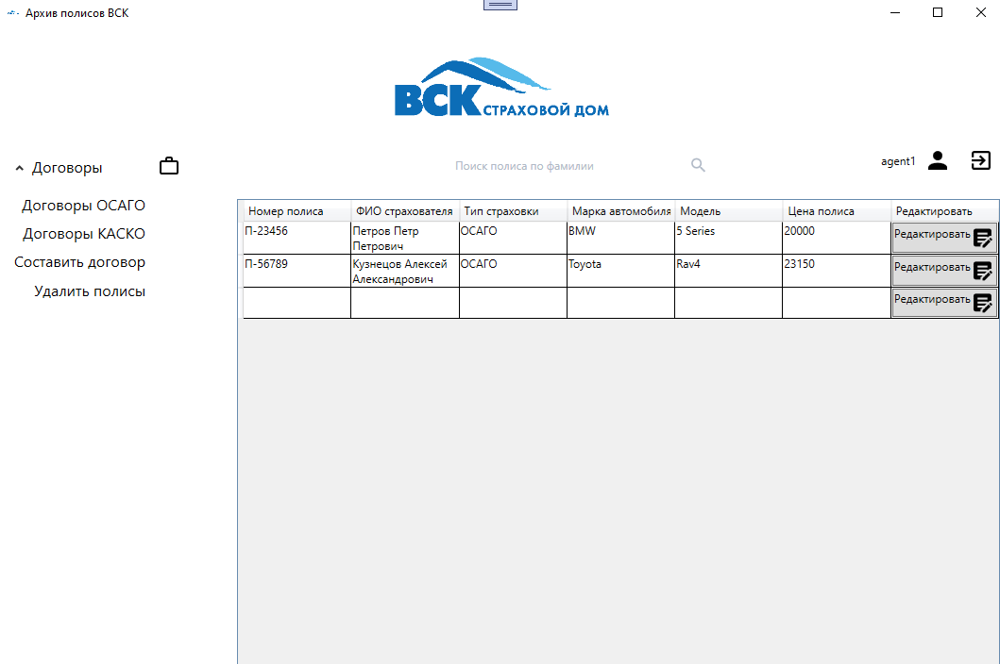 Архив полисов ВСК
ВСК СТРАХОВОЙ ДОМ
Договоры
Поиск полиса по фамилии
agent1
Договоры ОСАГО
Договоры КАСКО
Составить договор
Удалить полисы
Номер полиса ФИО страхователя Тип страховки Марка автомобиля Модель Цена полиса Редактировать
П-23456 Петров Петр ОСАГО BMW 5 Series 20000 Редактировать
Петрович
П-56789 Кузнецов Алексей ОСАГО Toyota Rav4 23150 Редактировать
Александрович
Редактировать